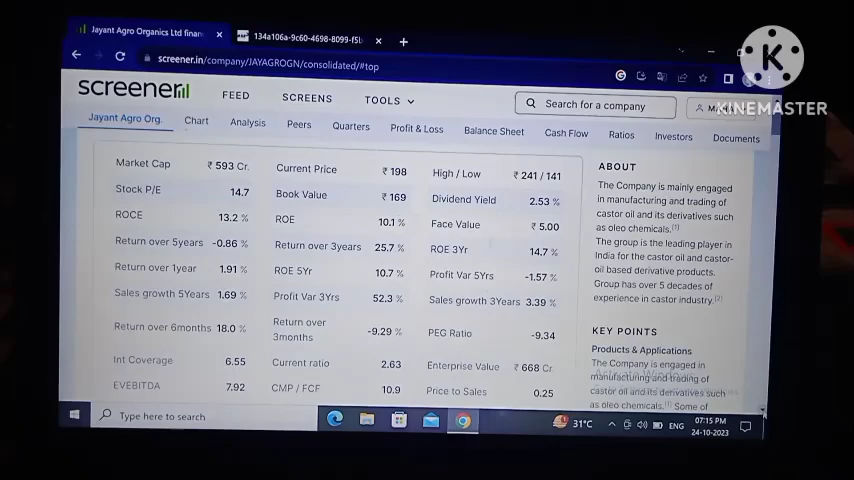 Jayant Agro Organics Ltd finan
134a106a-9c60-4698-8099-f5b
screener.in/company/JAYAGROGN/consolidated/#top
KINEMASTER
screener
FEED
SCREENS
TOOLS
Search for a company
Jayant Agro Org.
Chart
Analysis
Peers
Quarters
Profit & Loss
Balance Sheet
Cash Flow
Ratios
Investors
Documents
Market Cap ₹ 593 Cr.
Current Price ₹ 198
High / Low ₹ 241 / 141
Stock P/E 14.7
Book Value ₹ 169
Dividend Yield 2.53 %
ROCE 13.2 %
ROE 10.1 %
Face Value ₹ 5.00
Return over 5years -0.86 %
Return over 3years 25.7 %
ROE 3Yr 14.7 %
Return over 1year 1.91 %
ROE 5Yr 10.7 %
Profit Var 5Yrs -1.57 %
Sales growth 5Years 1.69 %
Profit Var 3Yrs 52.3 %
Sales growth 3Years 3.39 %
Return over 6months 18.0 %
Return over
3months -9.29 %
PEG Ratio -9.34
Int Coverage 6.55
Current ratio 2.63
Enterprise Value ₹ 668 Cr.
EVEBITDA 7.92
CMP / FCF 10.9
Price to Sales 0.25
ABOUT
The Company is mainly engaged
in manufacturing and trading of
castor oil and its derivatives such
as oleo chemicals.[1]
The group is the leading player in
India for the castor oil and castor-
oil based derivative products.
Group has over 5 decades of
experience in castor industry.[2]
KEY POINTS
Products & Applications
The Company is engaged in
manufacturing and trading of
castor oil and its derivatives such
as oleo chemicals.[1] Some of
Activate Windows
Type here to search
31°C
ENG
07:15 PM
24-10-2023